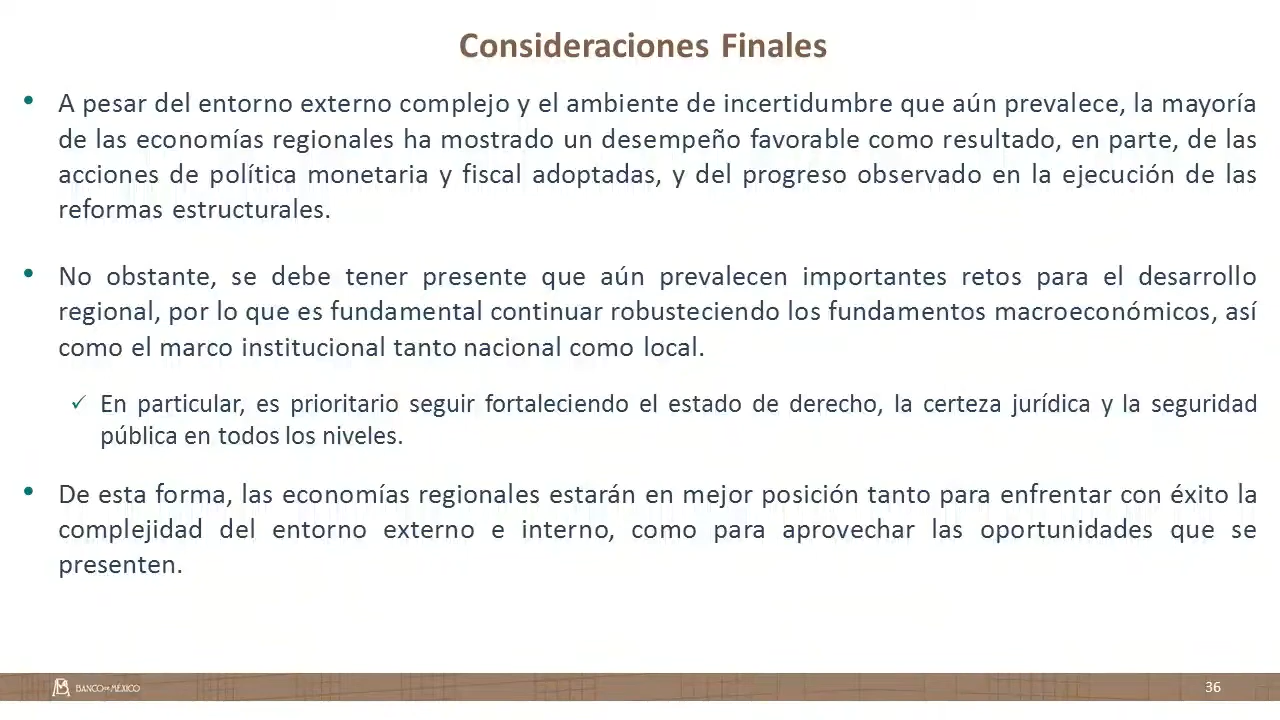 Consideraciones Finales
• A pesar del entorno externo complejo y el ambiente de incertidumbre que aún prevalece, la mayoría
de las economías regionales ha mostrado un desempeño favorable como resultado, en parte, de las
acciones de política monetaria y fiscal adoptadas, y del progreso observado en la ejecución de las
reformas estructurales.
• No obstante, se debe tener presente que aún prevalecen importantes retos para el desarrollo
regional, por lo que es fundamental continuar robusteciendo los fundamentos macroeconómicos, así
como el marco institucional tanto nacional como local.
✓ En particular, es prioritario seguir fortaleciendo el estado de derecho, la certeza jurídica y la seguridad
pública en todos los niveles.
• De esta forma, las economías regionales estarán en mejor posición tanto para enfrentar con éxito la
complejidad del entorno externo e interno, como para aprovechar las oportunidades que se
presenten.
BANCO DE MÉXICO
36